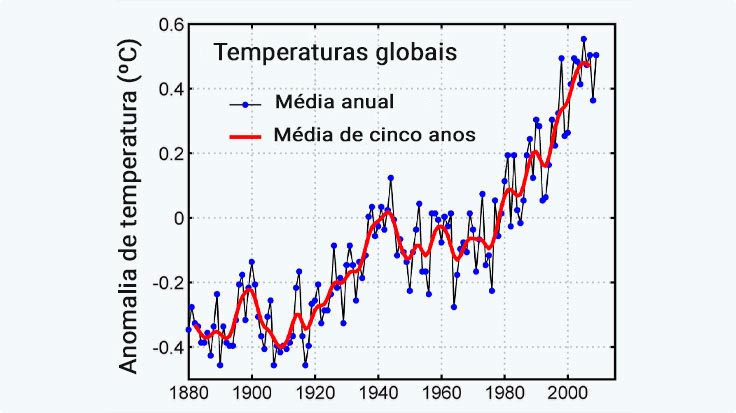 Temperaturas globais
Média anual
Média de cinco anos
Anomalia de temperatura (ºC)
0.6
0.4
0.2
0
-0.2
-0.4
1880 1900 1920 1940 1960 1980 2000